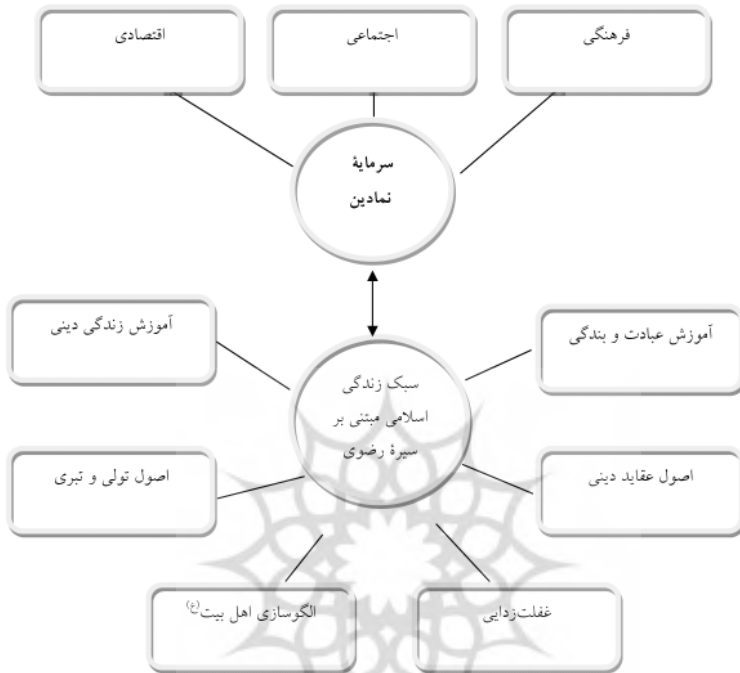 فرهنگی
اجتماعی
اقتصادی
سرمایهٔ
نمادین
آموزش زندگی دینی
آموزش عبادت و بندگی
سبک زندگی
اسلامی مبتنی بر
سیرهٔ رضوی
اصول عقاید دینی
اصول تولی و تبری
غفلت‌زدایی
الگوسازی اهل بیت(ع)